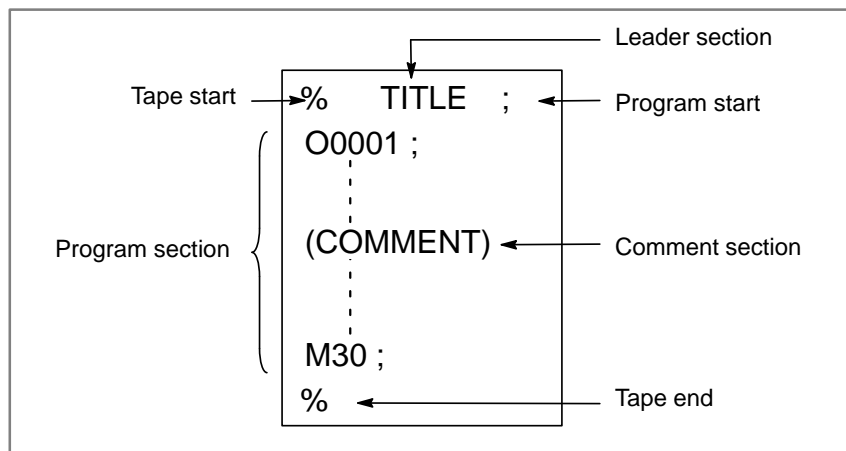 Leader section
Tape start % TITLE ; Program start
O0001 ;
Program section (COMMENT) Comment section
M30 ;
% Tape end